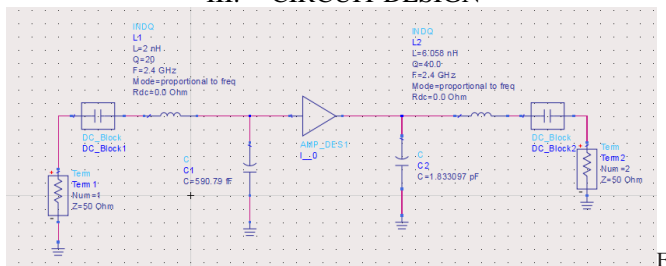 III. CIRCUIT DESIGN
INDQ
L1
L=2 nH
Q=20
F=2.4 GHz
Mode=proportional to freq
Rdc=0.0 Ohm
INDQ
L2
L=6.058 nH
Q=40.0
F=2.4 GHz
Mode=proportional to freq
Rdc=0.0 Ohm
DC_Block
DC_Block1
AMP_DES1
I__0
DC_Block
DC_Block2
Term
Term1
Num=1
Z=50 Ohm
C
C1
C=590.79 fF
C
C2
C=1.833097 pF
Term
Term2
Num=2
Z=50 Ohm